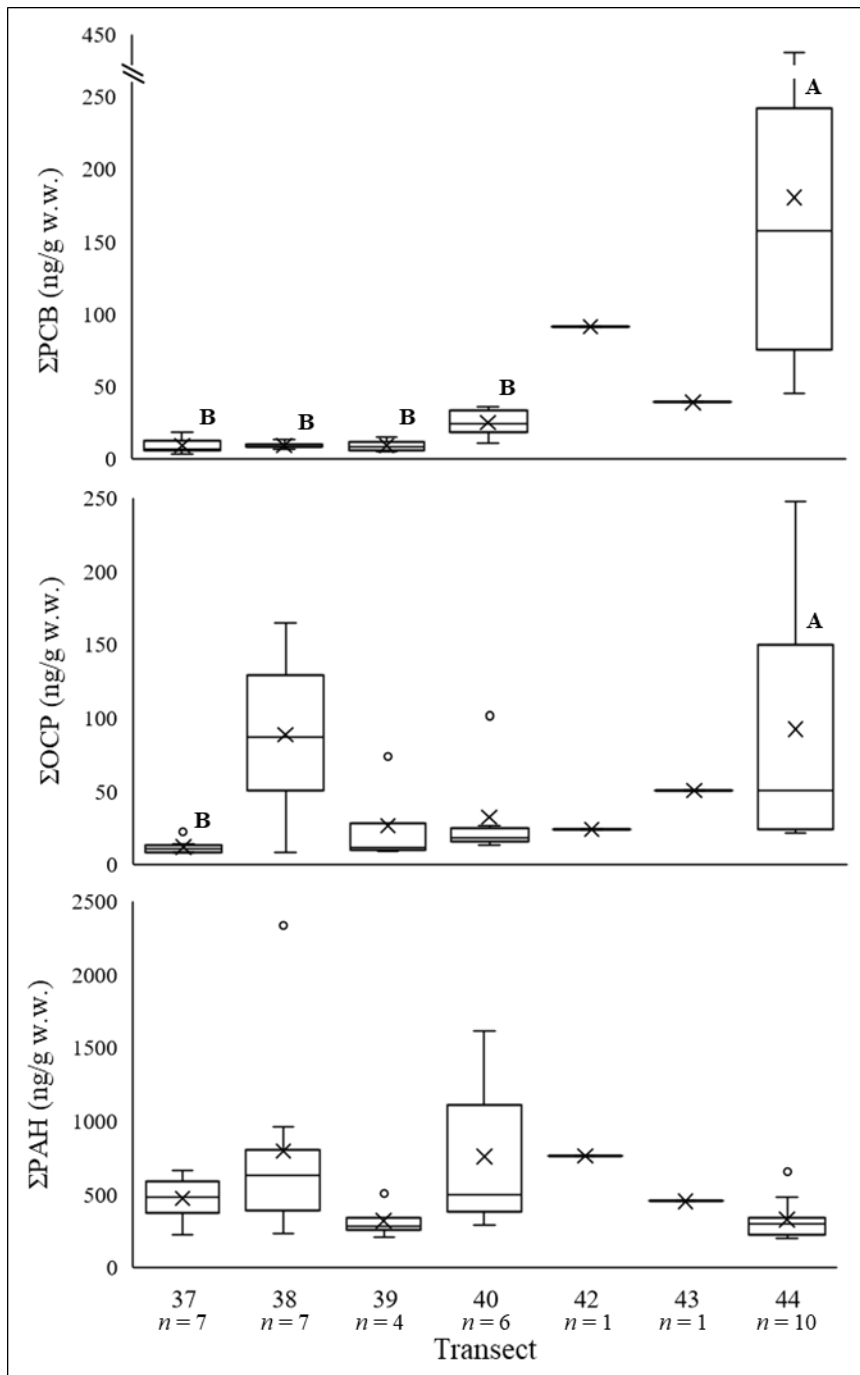 450
250
200
150
100
50
0
ΣPCB (ng/g w.w.)
B
B
B
B
A
250
200
150
100
50
0
ΣOCP (ng/g w.w.)
B
A
2500
2000
1500
1000
500
0
ΣPAH (ng/g w.w.)
37 38 39 40 42 43 44
n = 7 n = 7 n = 4 n = 6 n = 1 n = 1 n = 10
Transect